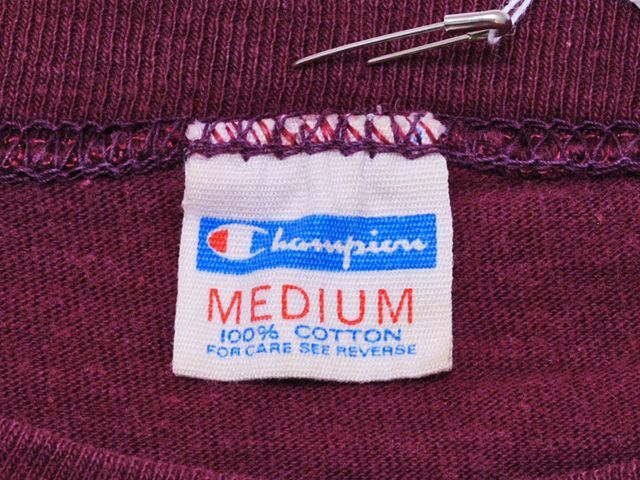 Champion
MEDIUM
100% COTTON
FOR CARE SEE REVERSE